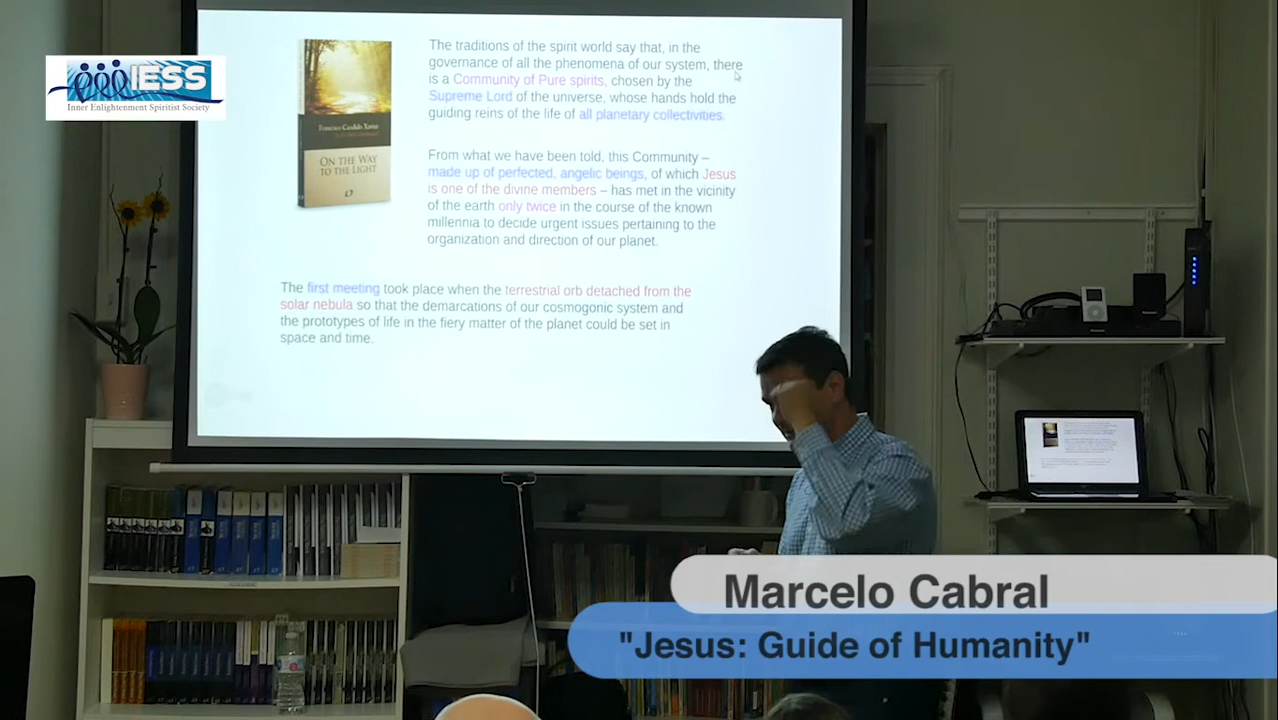 IESS
Inner Enlightenment Spiritist Society
The traditions of the spirit world say that, in the
governance of all the phenomena of our system, there
is a Community of Pure spirits, chosen by the
Supreme Lord of the universe, whose hands hold the
guiding reins of the life of all planetary collectivities.
Francisco Candido Xavier
ON THE WAY
TO THE LIGHT
From what we have been told, this Community –
made up of perfected, angelic beings, of which Jesus
is one of the divine members – has met in the vicinity
of the earth only twice in the course of the known
millennia to decide urgent issues pertaining to the
organization and direction of our planet.
The first meeting took place when the terrestrial orb detached from the
solar nebula so that the demarcations of our cosmogonic system and
the prototypes of life in the fiery matter of the planet could be set in
space and time.
Marcelo Cabral
"Jesus: Guide of Humanity"